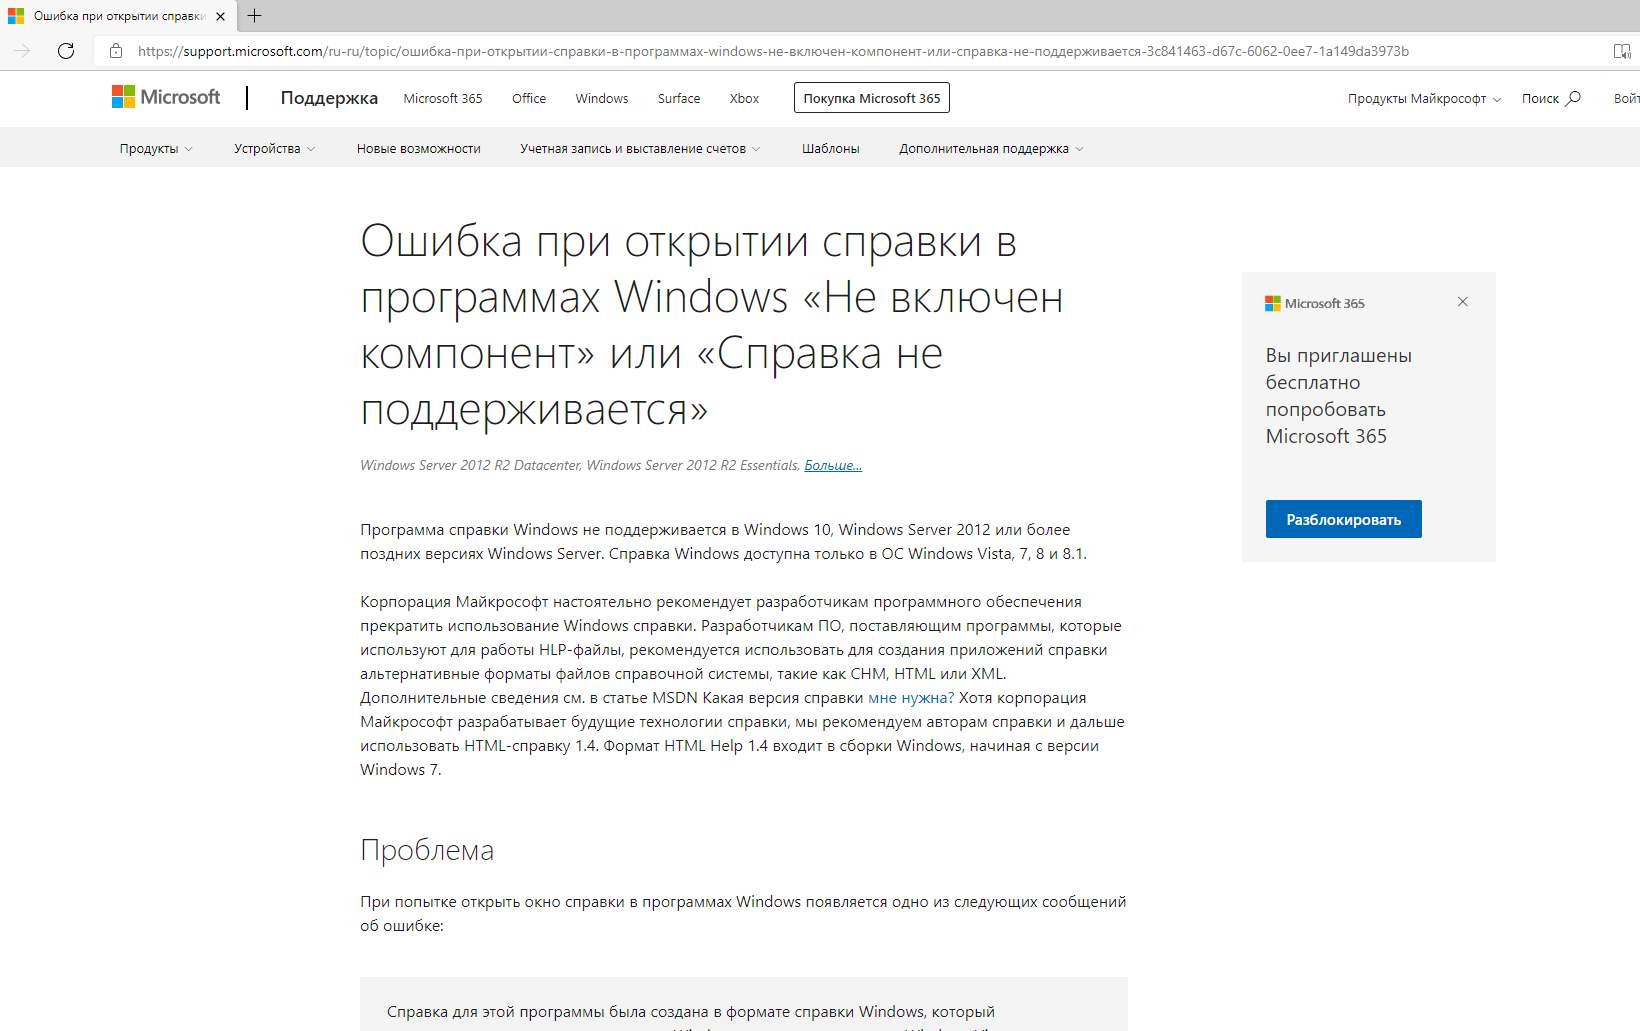 Ошибка при открытии справки
https://support.microsoft.com/ru-ru/topic/ошибка-при-открытии-справки-в-программах-windows-не-включен-компонент-или-справка-не-поддерживается-3c841463-d67c-6062-0ee7-1a149da3973b
Microsoft
Поддержка Microsoft 365 Office Windows Surface Xbox Покупка Microsoft 365 Продукты Майкрософт Поиск Войт
Продукты Устройства Новые возможности Учетная запись и выставление счетов Шаблоны Дополнительная поддержка
Ошибка при открытии справки в
программах Windows «Не включен
компонент» или «Справка не
поддерживается»
Windows Server 2012 R2 Datacenter, Windows Server 2012 R2 Essentials, Больше...
Программа справки Windows не поддерживается в Windows 10, Windows Server 2012 или более
поздних версиях Windows Server. Справка Windows доступна только в ОС Windows Vista, 7, 8 и 8.1.
Корпорация Майкрософт настоятельно рекомендует разработчикам программного обеспечения
прекратить использование Windows справки. Разработчикам ПО, поставляющим программы, которые
используют для работы HLP-файлы, рекомендуется использовать для создания приложений справки
альтернативные форматы файлов справочной системы, такие как CHM, HTML или XML.
Дополнительные сведения см. в статье MSDN Какая версия справки мне нужна? Хотя корпорация
Майкрософт разрабатывает будущие технологии справки, мы рекомендуем авторам справки и дальше
использовать HTML-справку 1.4. Формат HTML Help 1.4 входит в сборки Windows, начиная с версии
Windows 7.
Проблема
При попытке открыть окно справки в программах Windows появляется одно из следующих сообщений
об ошибке:
Справка для этой программы была создана в формате справки Windows, который
Microsoft 365
Вы приглашены
бесплатно
попробовать
Microsoft 365
Разблокировать